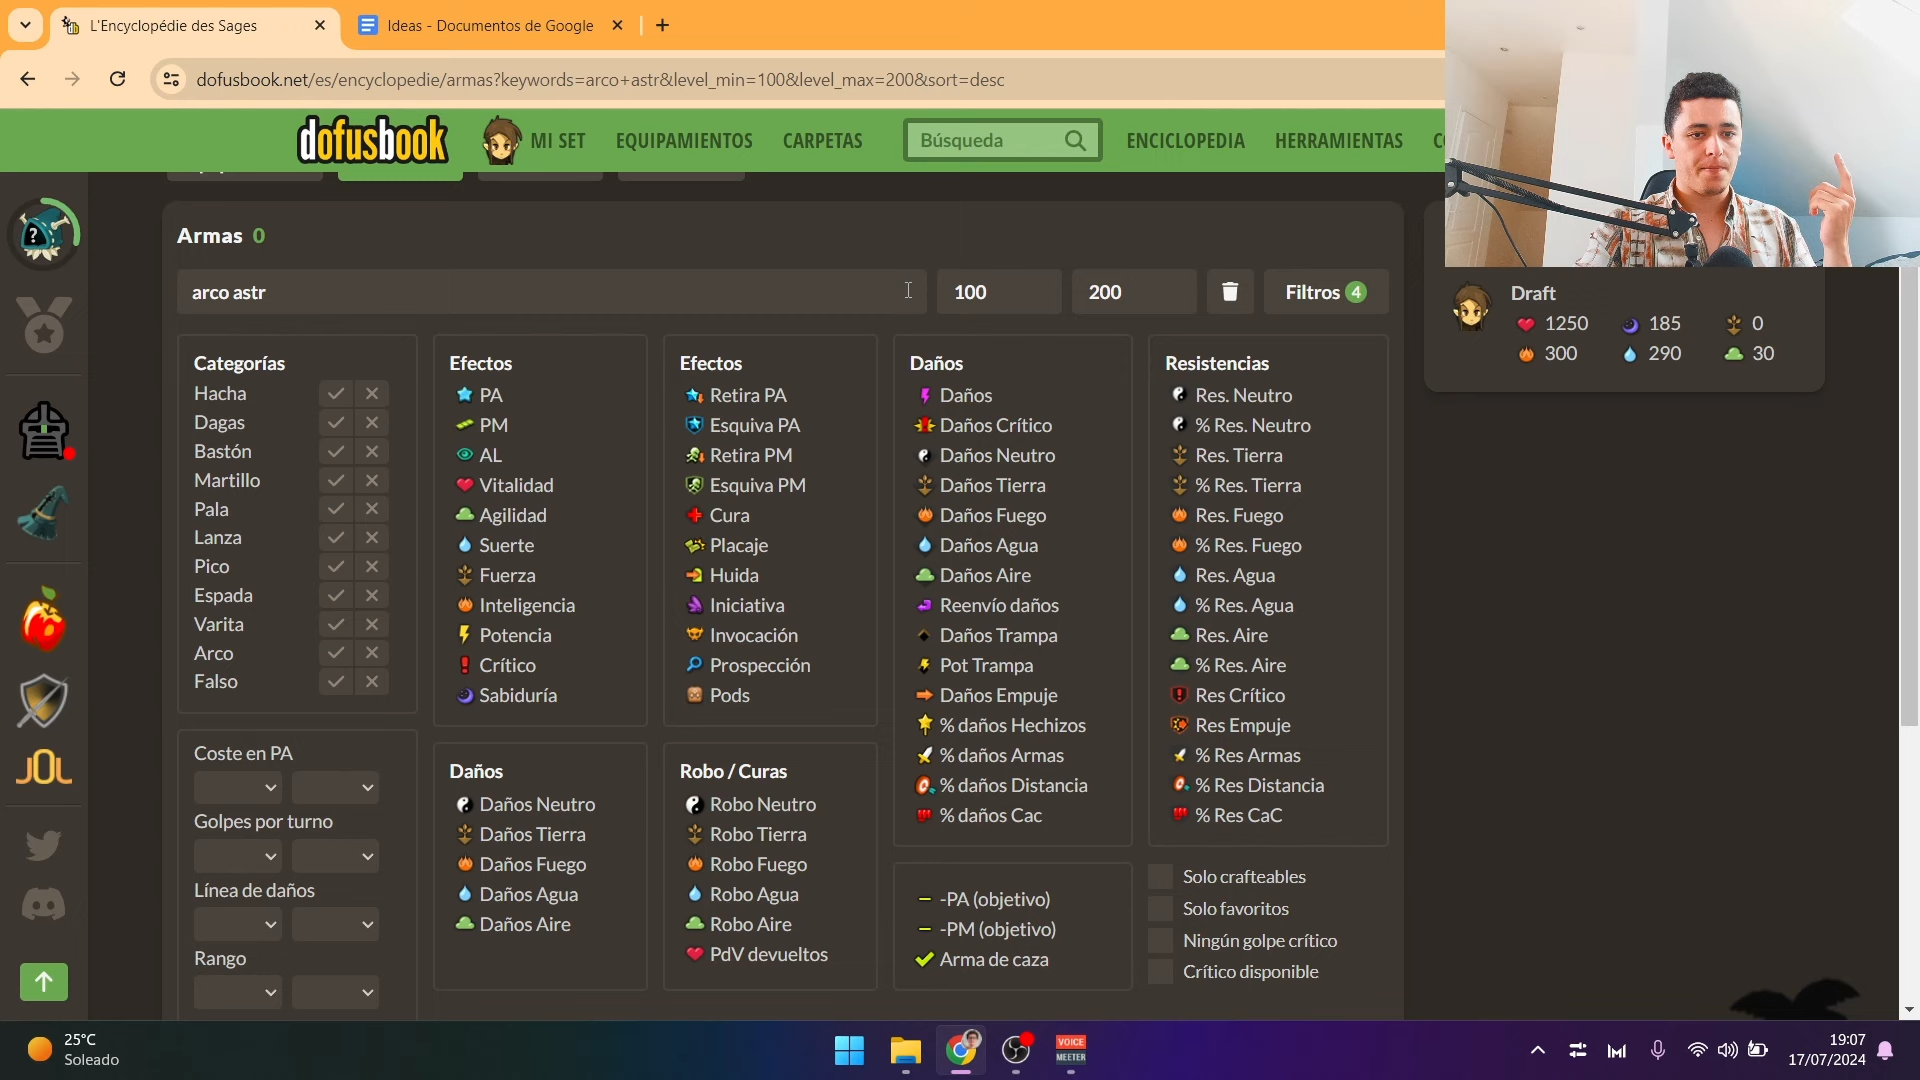 L'Encyclopédie des Sages
Ideas - Documentos de Google
dofusbook.net/es/encyclopedie/armas?keywords=arco+astr&level_min=100&level_max=200&sort=desc
dofusbook
MI SET
EQUIPAMIENTOS
CARPETAS
Búsqueda
ENCICLOPEDIA
HERRAMIENTAS
Armas 0
arco astr
100
200
Filtros 4
Draft
1250
185
0
300
290
30
Categorías
Hacha
Dagas
Bastón
Martillo
Pala
Lanza
Pico
Espada
Varita
Arco
Falso
Coste en PA
Golpes por turno
Línea de daños
Rango
Efectos
PA
PM
AL
Vitalidad
Agilidad
Suerte
Fuerza
Inteligencia
Potencia
Crítico
Sabiduría
Daños
Daños Neutro
Daños Tierra
Daños Fuego
Daños Agua
Daños Aire
Efectos
Retira PA
Esquiva PA
Retira PM
Esquiva PM
Cura
Placaje
Huida
Iniciativa
Invocación
Prospección
Pods
Robo / Curas
Robo Neutro
Robo Tierra
Robo Fuego
Robo Agua
Robo Aire
PdV devueltos
Daños
Daños
Daños Crítico
Daños Neutro
Daños Tierra
Daños Fuego
Daños Agua
Daños Aire
Reenvío daños
Daños Trampa
Pot Trampa
Daños Empuje
% daños Hechizos
% daños Armas
% daños Distancia
% daños Cac
-PA (objetivo)
-PM (objetivo)
Arma de caza
Resistencias
Res. Neutro
% Res. Neutro
Res. Tierra
% Res. Tierra
Res. Fuego
% Res. Fuego
Res. Agua
% Res. Agua
Res. Aire
% Res. Aire
Res Crítico
Res Empuje
% Res Armas
% Res Distancia
% Res CaC
Solo crafteables
Solo favoritos
Ningún golpe crítico
Crítico disponible
JOL
25°C
Soleado
VOICE
MEETER
19:07
17/07/2024